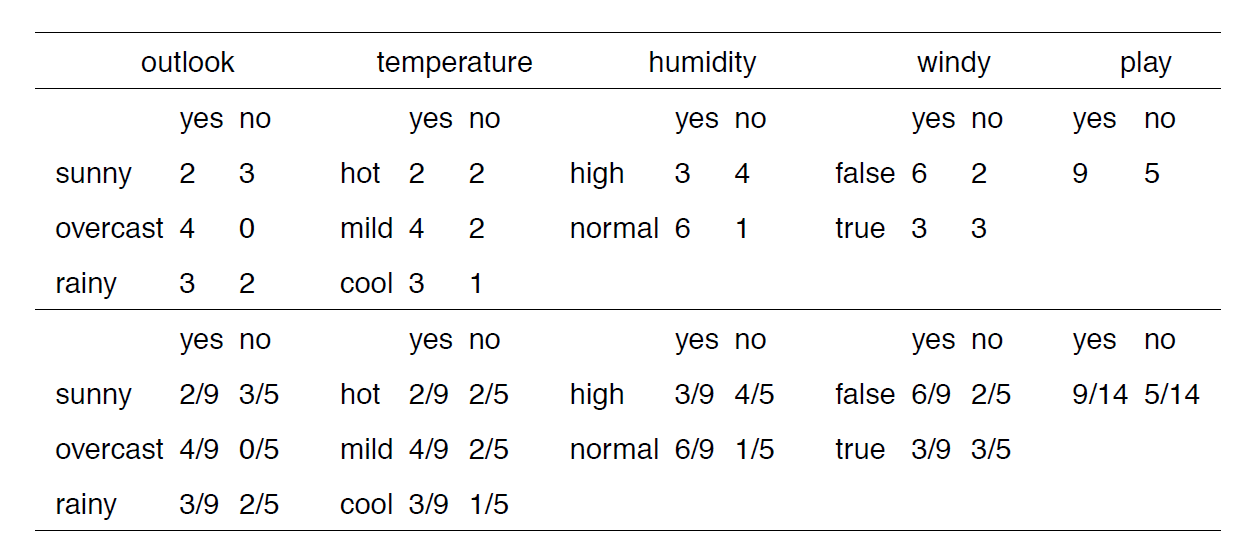 outlook temperature humidity windy play
yes no yes no yes no yes no yes no
sunny 2 3 hot 2 2 high 3 4 false 6 2 9 5
overcast 4 0 mild 4 2 normal 6 1 true 3 3
rainy 3 2 cool 3 1
yes no yes no yes no yes no yes no
sunny 2/9 3/5 hot 2/9 2/5 high 3/9 4/5 false 6/9 2/5 9/14 5/14
overcast 4/9 0/5 mild 4/9 2/5 normal 6/9 1/5 true 3/9 3/5
rainy 3/9 2/5 cool 3/9 1/5